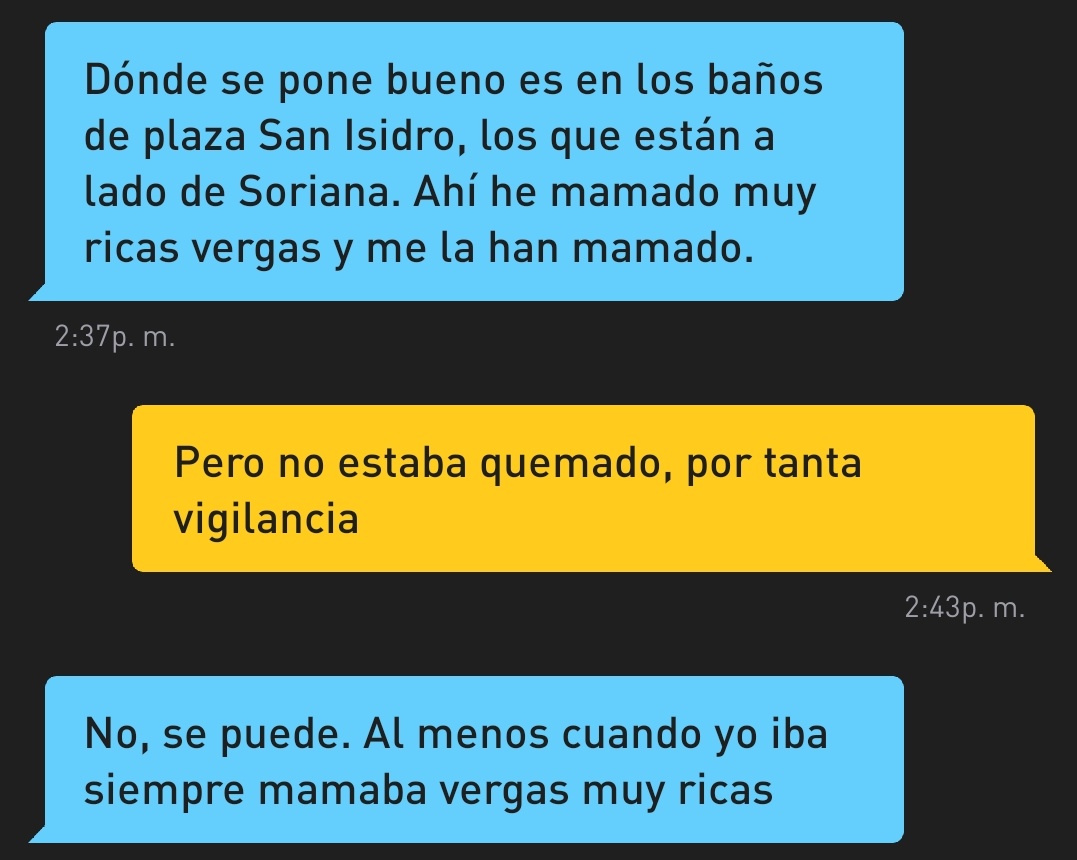 Dónde se pone bueno es en los baños
de plaza San Isidro, los que están a
lado de Soriana. Ahí he mamado muy
ricas vergas y me la han mamado.
2:37p. m.
Pero no estaba quemado, por tanta
vigilancia
2:43p. m.
No, se puede. Al menos cuando yo iba
siempre mamaba vergas muy ricas